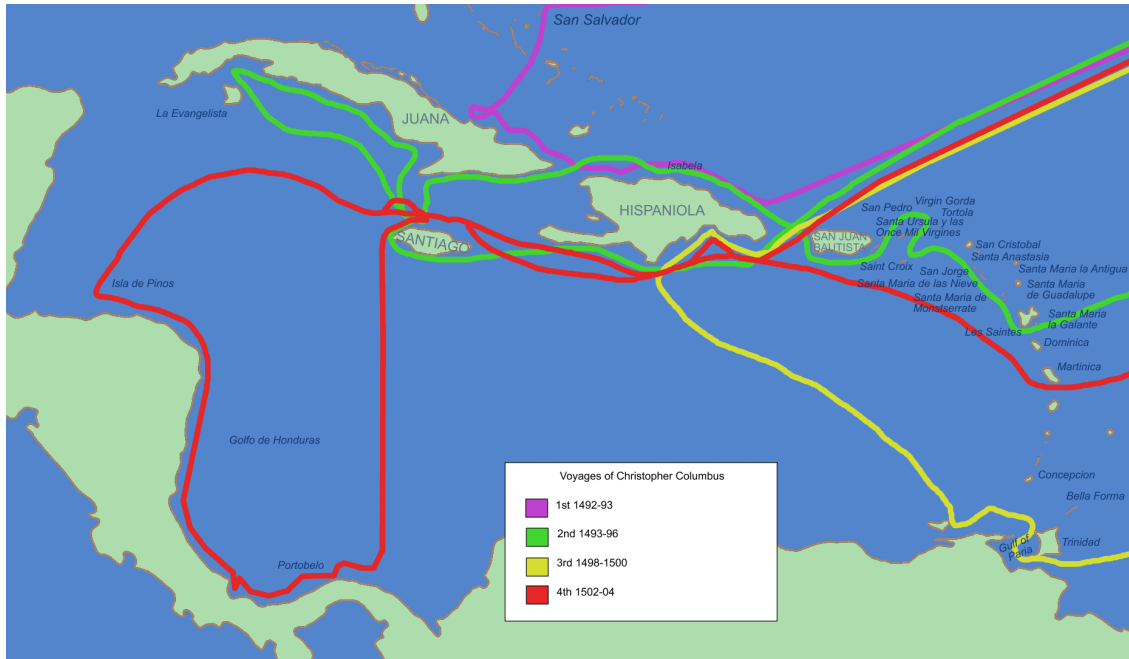 San Salvador
La Evangelista
JUANA
Isabela
HISPANIOLA
SANTIAGO
SAN JUAN
BAUTISTA
San Pedro
Virgin Gorda
Tortola
Santa Ursula y las
Once Mil Virgines
San Cristobal
Santa Anastasia
Saint Croix
San Jorge
Santa Maria la Antigua
Santa Maria de las Nieve
Santa Maria
de Guadalupe
Santa Maria de
Monstserrate
Santa Maria
la Galante
Les Saintes
Dominica
Martinica
Isla de Pinos
Golfo de Honduras
Portobelo
Concepcion
Bella Forma
Gulf of
Paria
Trinidad
Voyages of Christopher Columbus
1st 1492-93
2nd 1493-96
3rd 1498-1500
4th 1502-04